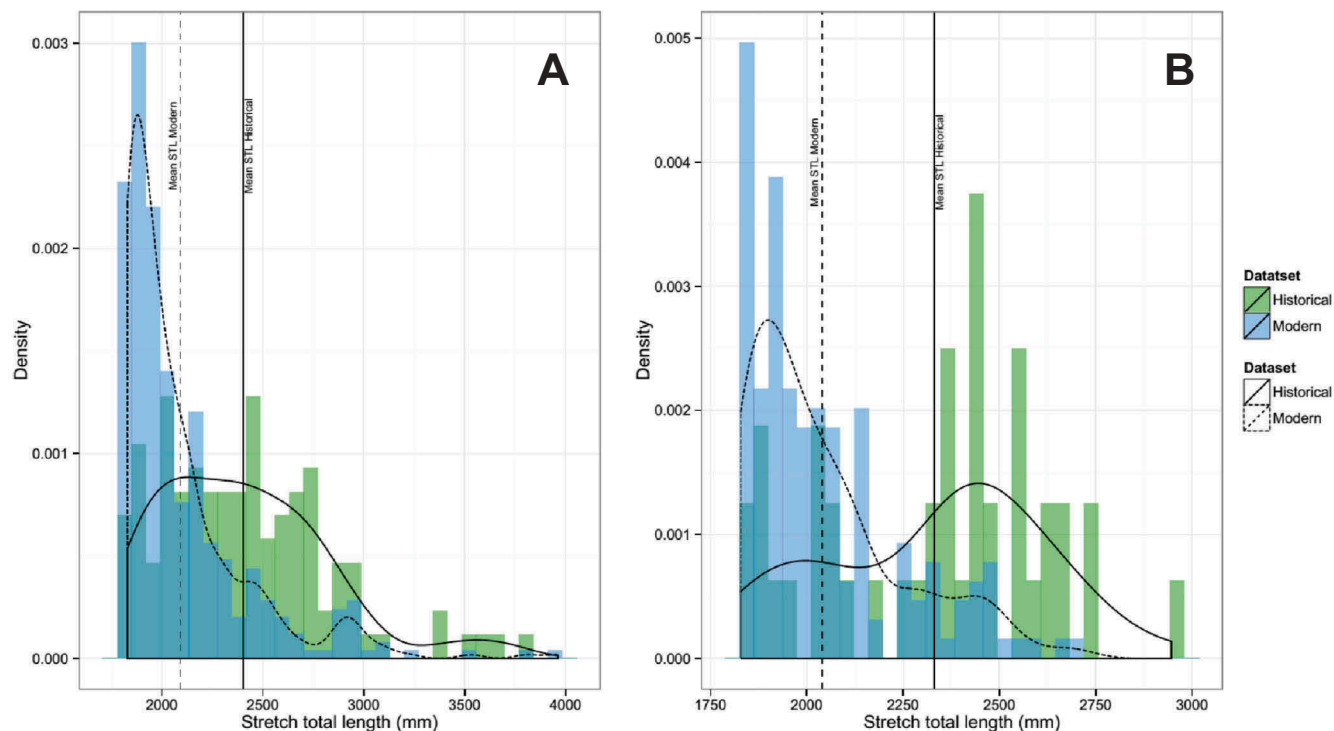 A
0.003
0.002
0.001
0.000
Density
Mean STL Modern
Mean STL Historical
2000
2500
3000
3500
4000
Stretch total length (mm)
B
0.005
0.004
0.003
0.002
0.001
0.000
Density
Mean STL Modern
Mean STL Historical
1750
2000
2250
2500
2750
3000
Stretch total length (mm)
Datatset
Historical
Modern
Dataset
Historical
Modern